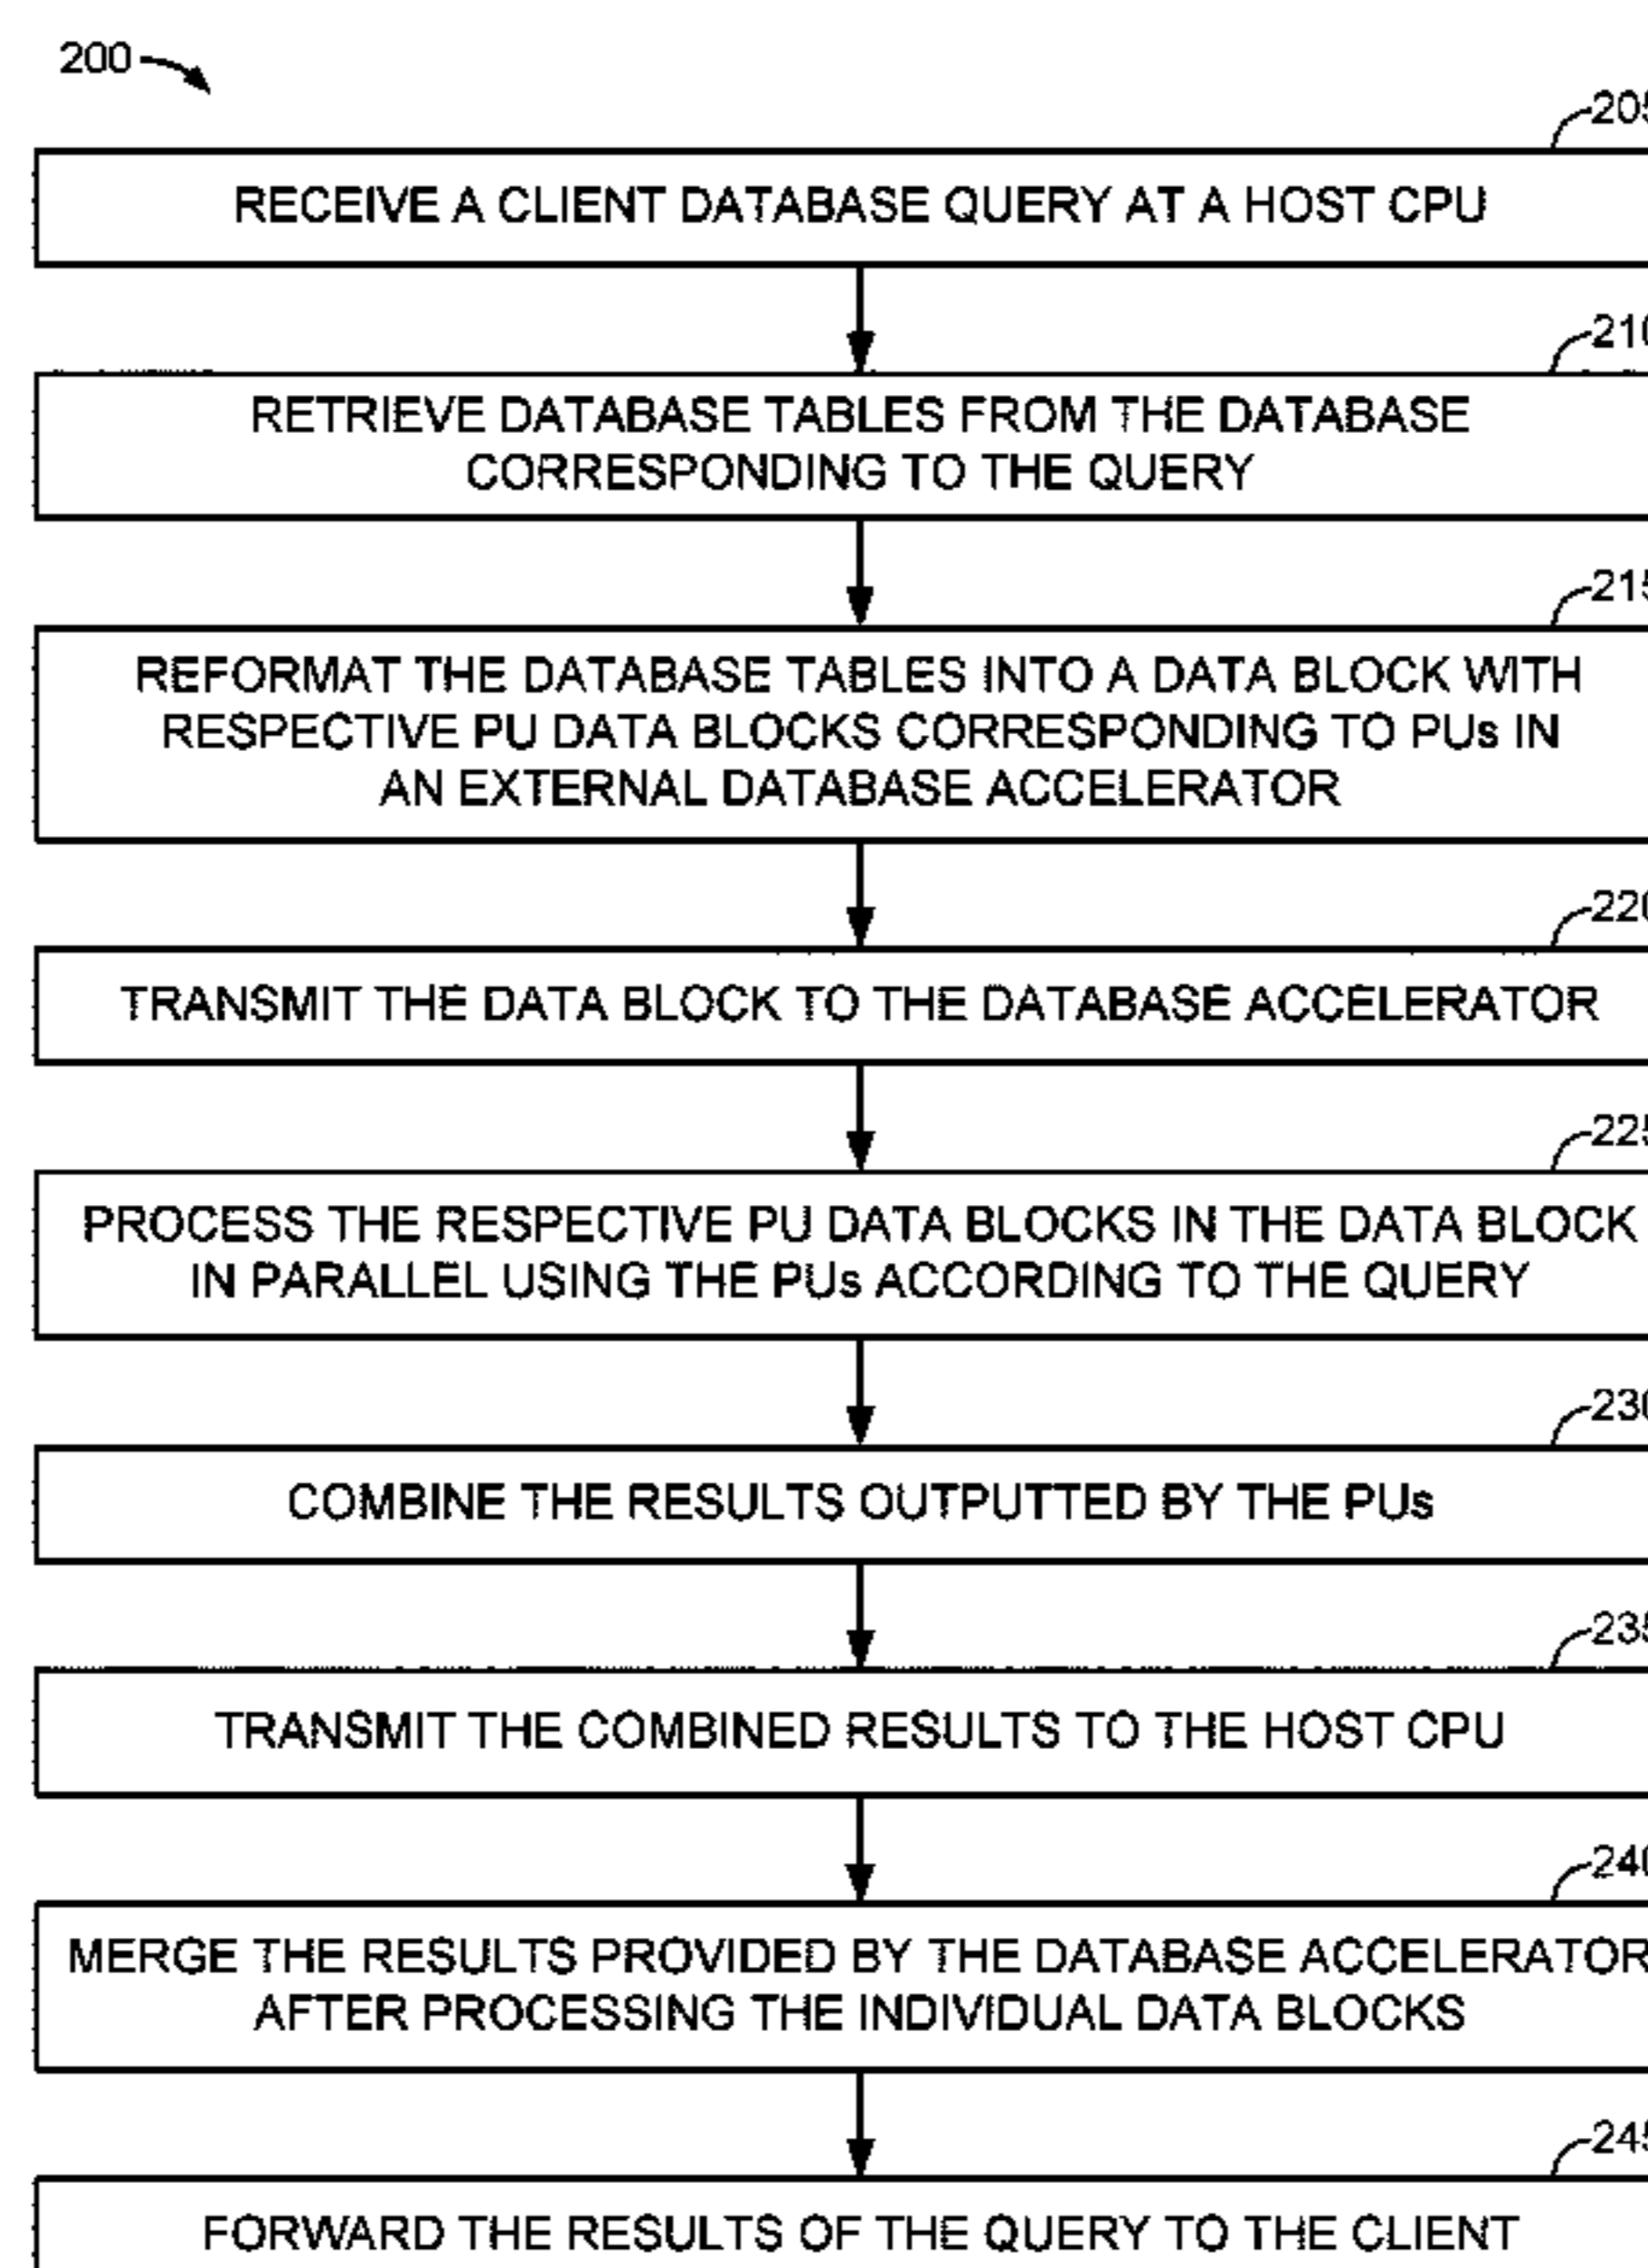 200
205
RECEIVE A CLIENT DATABASE QUERY AT A HOST CPU
210
RETRIEVE DATABASE TABLES FROM THE DATABASE
CORRESPONDING TO THE QUERY
215
REFORMAT THE DATABASE TABLES INTO A DATA BLOCK WITH
RESPECTIVE PU DATA BLOCKS CORRESPONDING TO PUs IN
AN EXTERNAL DATABASE ACCELERATOR
220
TRANSMIT THE DATA BLOCK TO THE DATABASE ACCELERATOR
225
PROCESS THE RESPECTIVE PU DATA BLOCKS IN THE DATA BLOCK
IN PARALLEL USING THE PUs ACCORDING TO THE QUERY
230
COMBINE THE RESULTS OUTPUTTED BY THE PUs
235
TRANSMIT THE COMBINED RESULTS TO THE HOST CPU
240
MERGE THE RESULTS PROVIDED BY THE DATABASE ACCELERATOR
AFTER PROCESSING THE INDIVIDUAL DATA BLOCKS
245
FORWARD THE RESULTS OF THE QUERY TO THE CLIENT